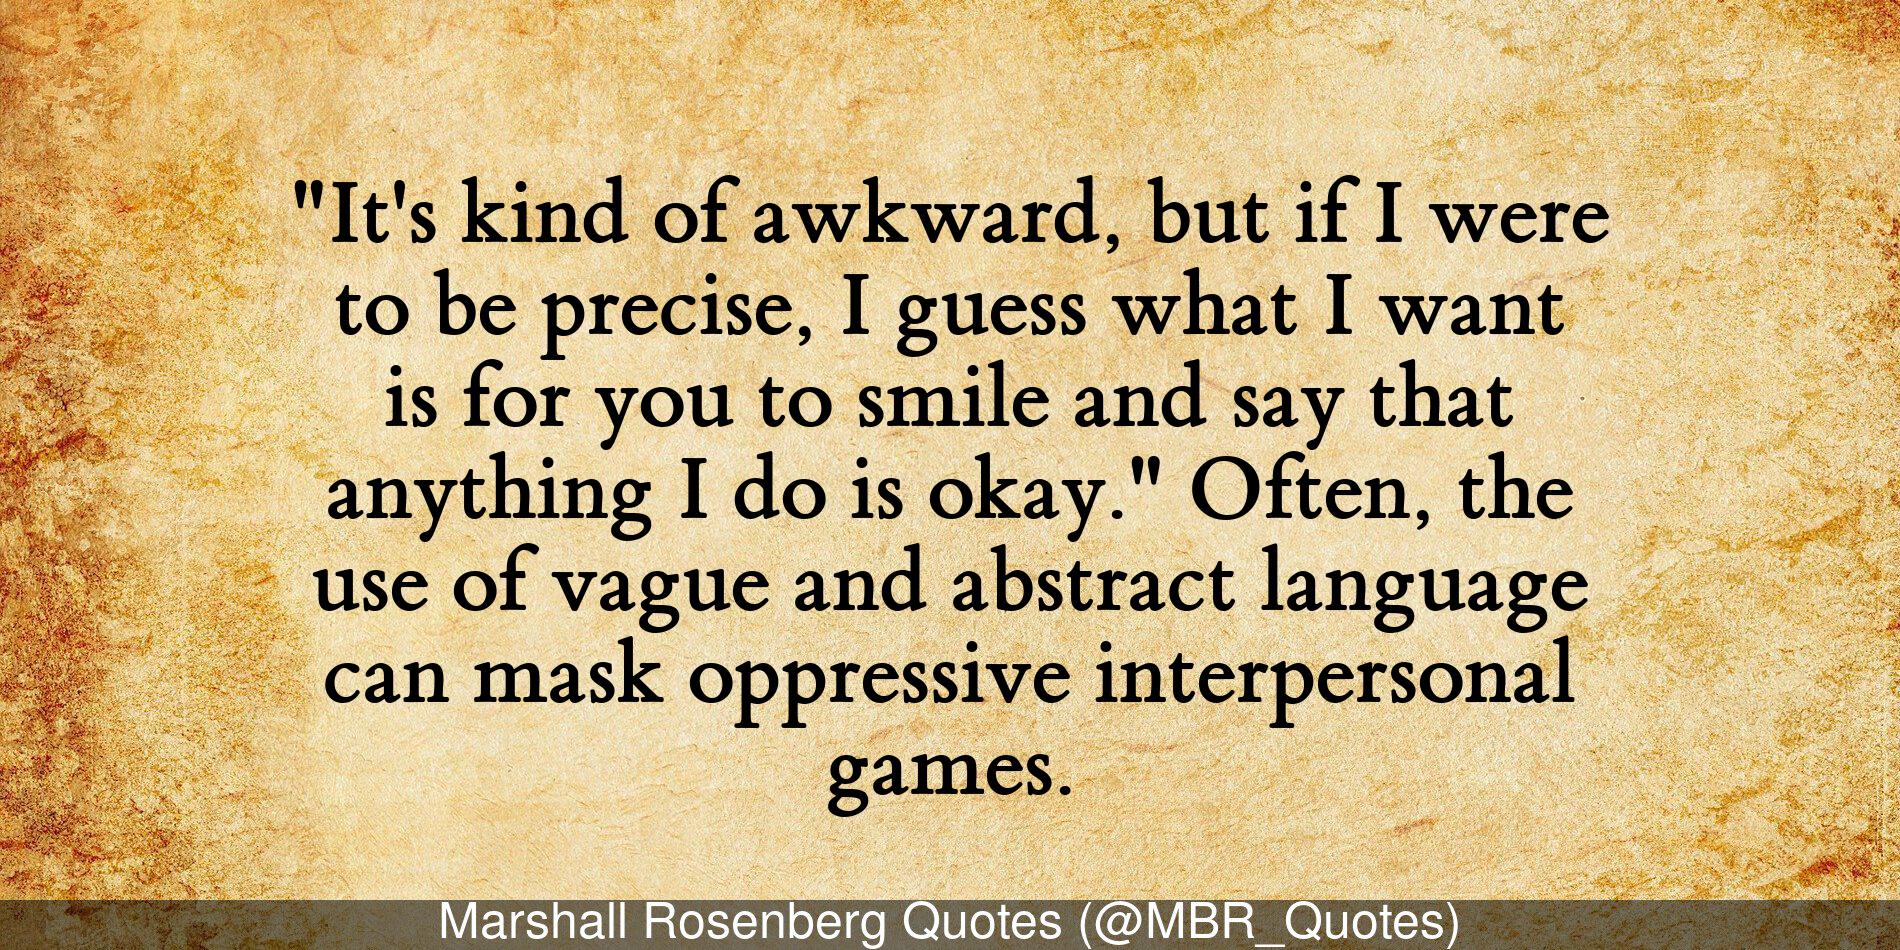 "It's kind of awkward, but if I were
to be precise, I guess what I want
is for you to smile and say that
anything I do is okay." Often, the
use of vague and abstract language
can mask oppressive interpersonal
games.
Marshall Rosenberg Quotes (@MBR_Quotes)